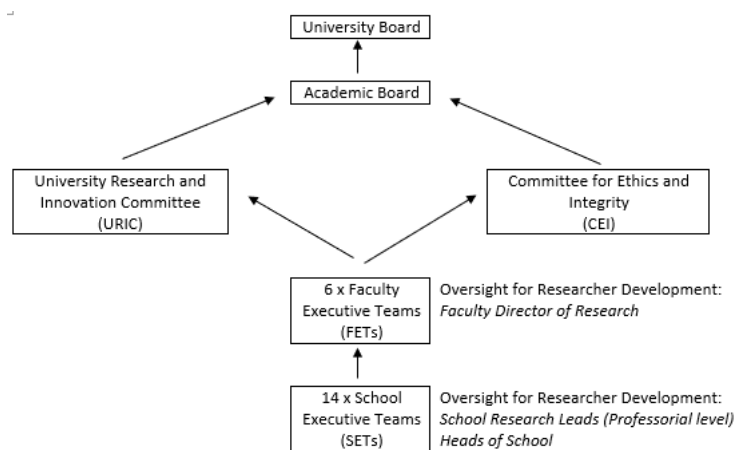 University Board
Academic Board
University Research and
Innovation Committee
(URIC)
Committee for Ethics and
Integrity
(CEI)
6 x Faculty
Executive Teams
(FETs)
Oversight for Researcher Development:
Faculty Director of Research
14 x School
Executive Teams
(SETs)
Oversight for Researcher Development:
School Research Leads (Professorial level)
Heads of School